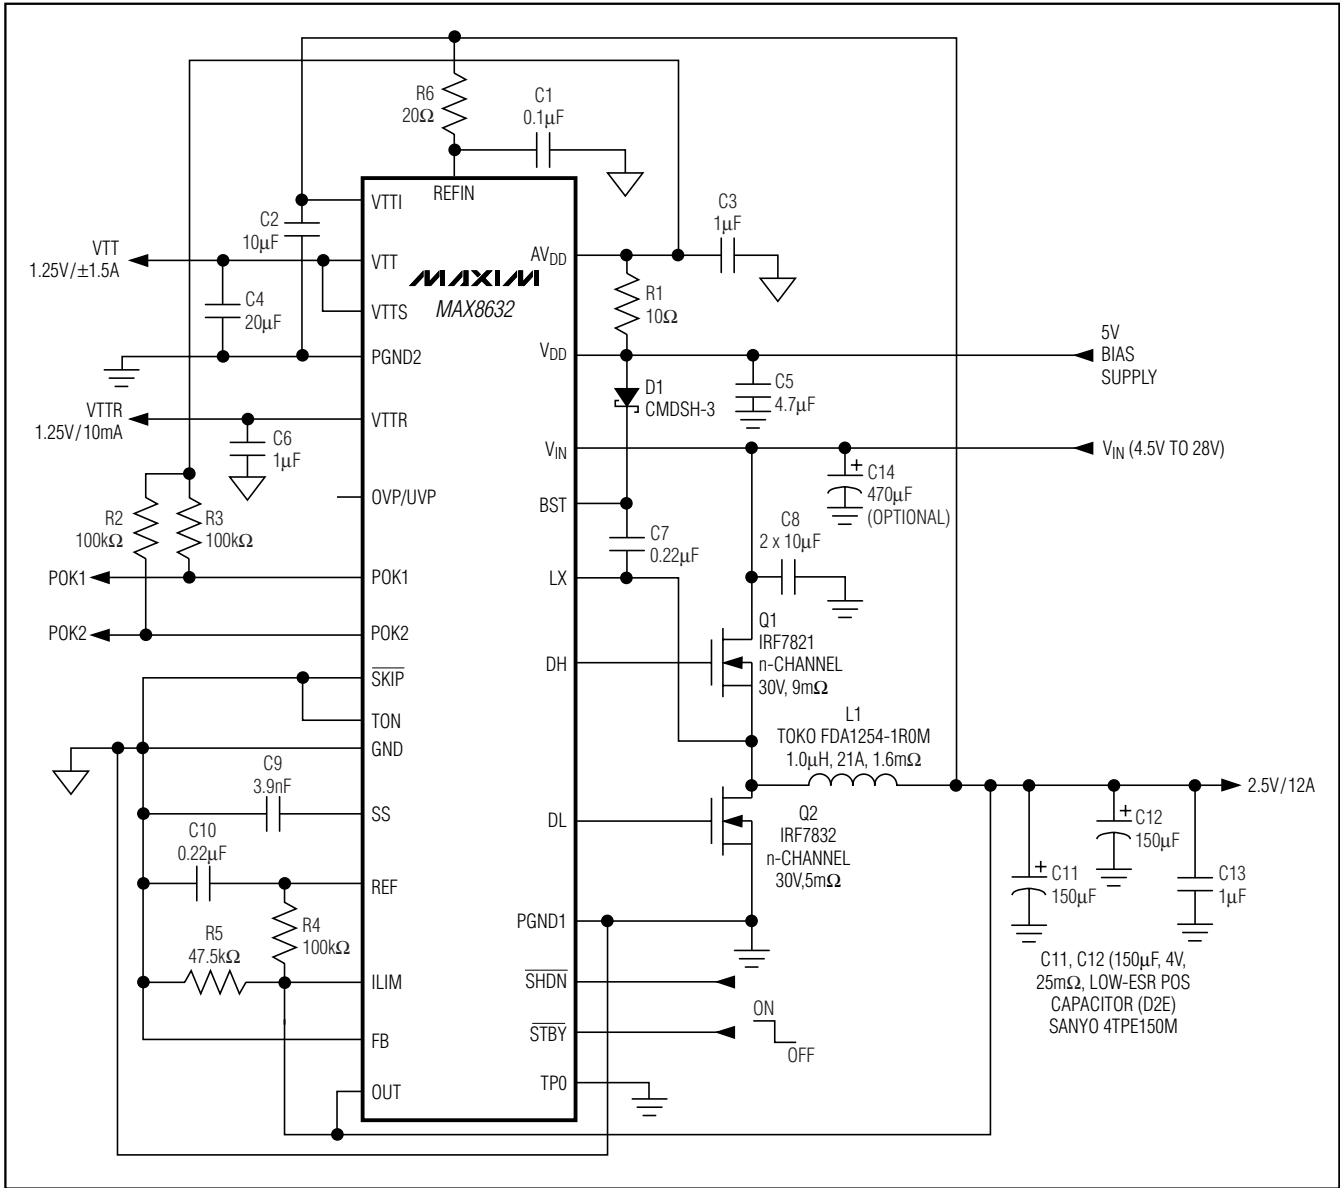 R6
20Ω
C1
0.1µF
REFIN
VTTI
C2
10µF
C3
1µF
VTT
1.25V/±1.5A
VTT
AVDD
MAXIM
MAX8632
C4
20µF
VTTS
R1
10Ω
PGND2
VDD
5V
BIAS
SUPPLY
D1
CMDSH-3
C5
4.7µF
VTTR
1.25V/10mA
VTTR
C6
1µF
VIN
VIN (4.5V TO 28V)
C14
470µF
(OPTIONAL)
OVP/UVP
BST
R2
100kΩ
R3
100kΩ
C7
0.22µF
C8
2 x 10µF
POK1
POK1
LX
POK2
POK2
Q1
IRF7821
n-CHANNEL
30V, 9mΩ
DH
SKIP
TON
L1
TOKO FDA1254-1R0M
1.0µH, 21A, 1.6mΩ
GND
C9
3.9nF
2.5V/12A
SS
DL
Q2
IRF7832
n-CHANNEL
30V,5mΩ
C12
150µF
C10
0.22µF
REF
C11
150µF
C13
1µF
R4
100kΩ
PGND1
R5
47.5kΩ
ILIM
SHDN
C11, C12 (150µF, 4V,
25mΩ, LOW-ESR POS
CAPACITOR (D2E)
SANYO 4TPE150M
FB
STBY
ON
OFF
OUT
TP0